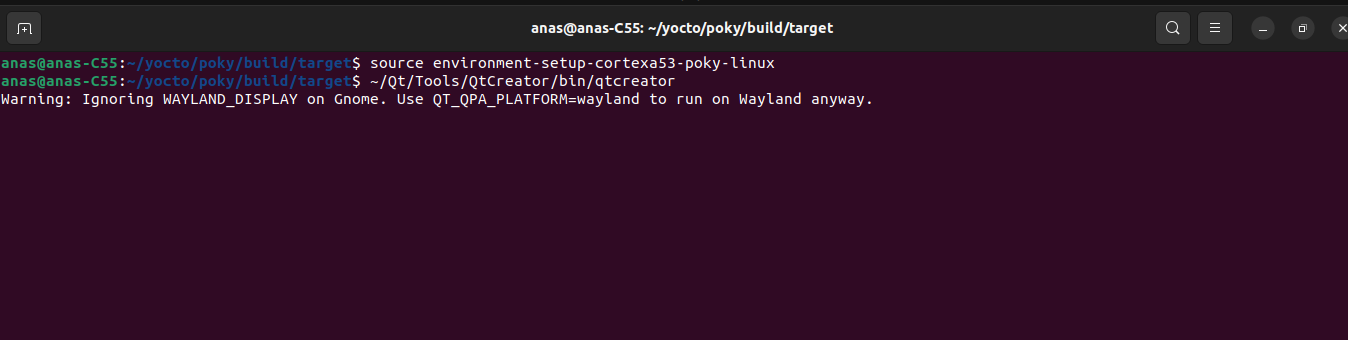 anas@anas-C55: ~/yocto/poky/build/target
anas@anas-C55:~/yocto/poky/build/target$ source environment-setup-cortexa53-poky-linux
anas@anas-C55:~/yocto/poky/build/target$ ~/Qt/Tools/QtCreator/bin/qtcreator
Warning: Ignoring WAYLAND_DISPLAY on Gnome. Use QT_QPA_PLATFORM=wayland to run on Wayland anyway.